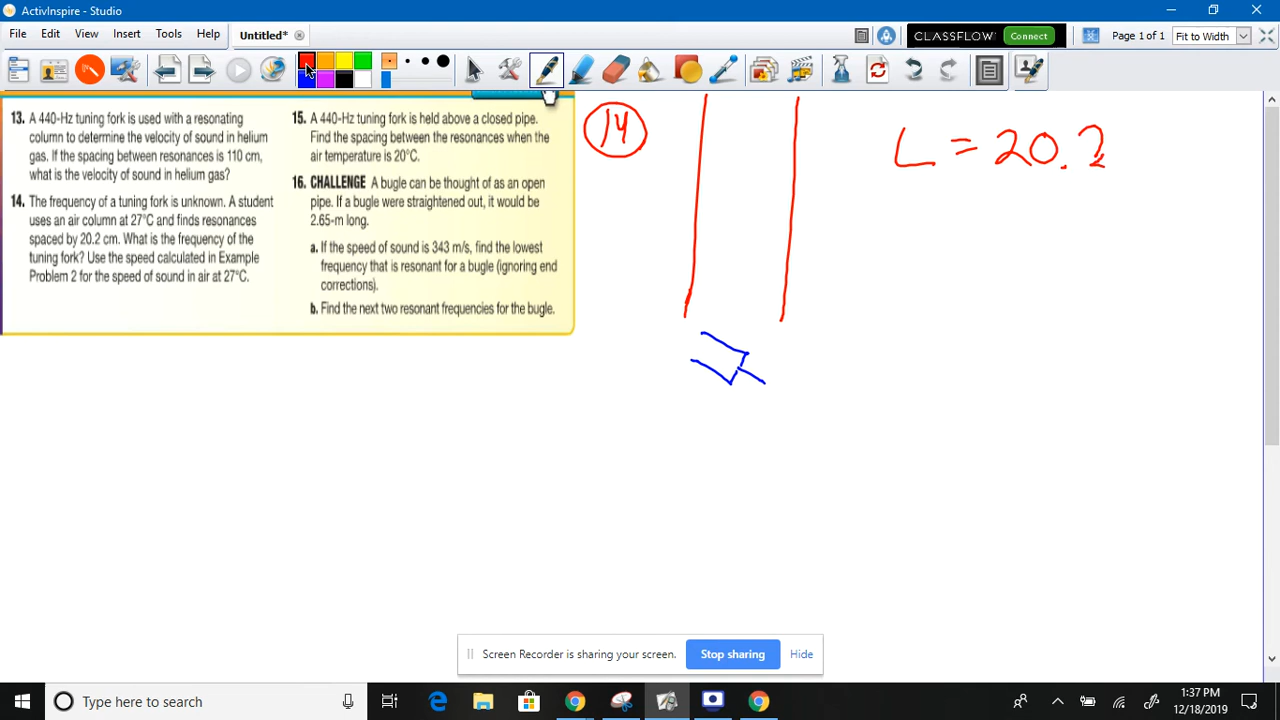 ActivInspire - Studio
File Edit View Insert Tools Help Untitled*
CLASSFLOW Connect Page 1 of 1 Fit to Width
13. A 440-Hz tuning fork is used with a resonating
column to determine the velocity of sound in helium
gas. If the spacing between resonances is 110 cm,
what is the velocity of sound in helium gas?
14. The frequency of a tuning fork is unknown. A student
uses an air column at 27°C and finds resonances
spaced by 20.2 cm. What is the frequency of the
tuning fork? Use the speed calculated in Example
Problem 2 for the speed of sound in air at 27°C.
15. A 440-Hz tuning fork is held above a closed pipe.
Find the spacing between the resonances when the
air temperature is 20°C.
16. CHALLENGE A bugle can be thought of as an open
pipe. If a bugle were straightened out, it would be
2.65-m long.
a. If the speed of sound is 343 m/s, find the lowest
frequency that is resonant for a bugle (ignoring end
corrections).
b. Find the next two resonant frequencies for the bugle.
14
L = 20.2
Screen Recorder is sharing your screen. Stop sharing Hide
Type here to search
1:37 PM
12/18/2019